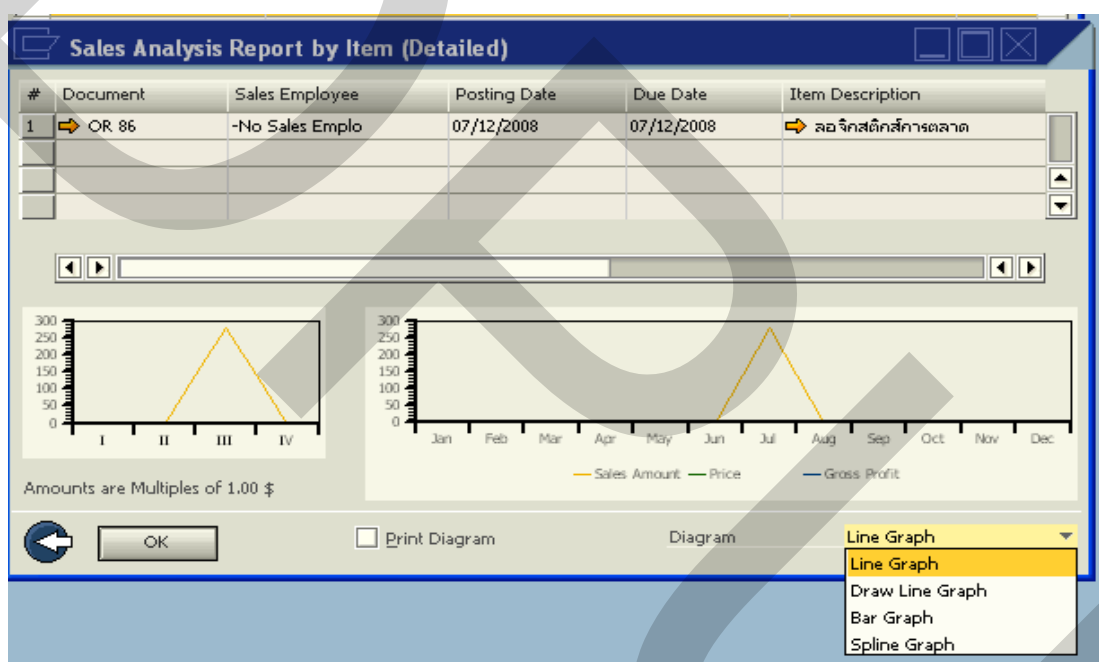 Sales Analysis Report by Item (Detailed)
# Document Sales Employee Posting Date Due Date Item Description
1 OR 86 -No Sales Emplo 07/12/2008 07/12/2008 ลอจิกสติกส์การตลาด
300 300
250 250
200 200
150 150
100 100
50 50
0 0
I II III IV Jan Feb Mar Apr May Jun Jul Aug Sep Oct Nov Dec
Sales Amount Price Gross Profit
Amounts are Multiples of 1.00 $
OK Print Diagram Diagram Line Graph
Line Graph
Draw Line Graph
Bar Graph
Spline Graph